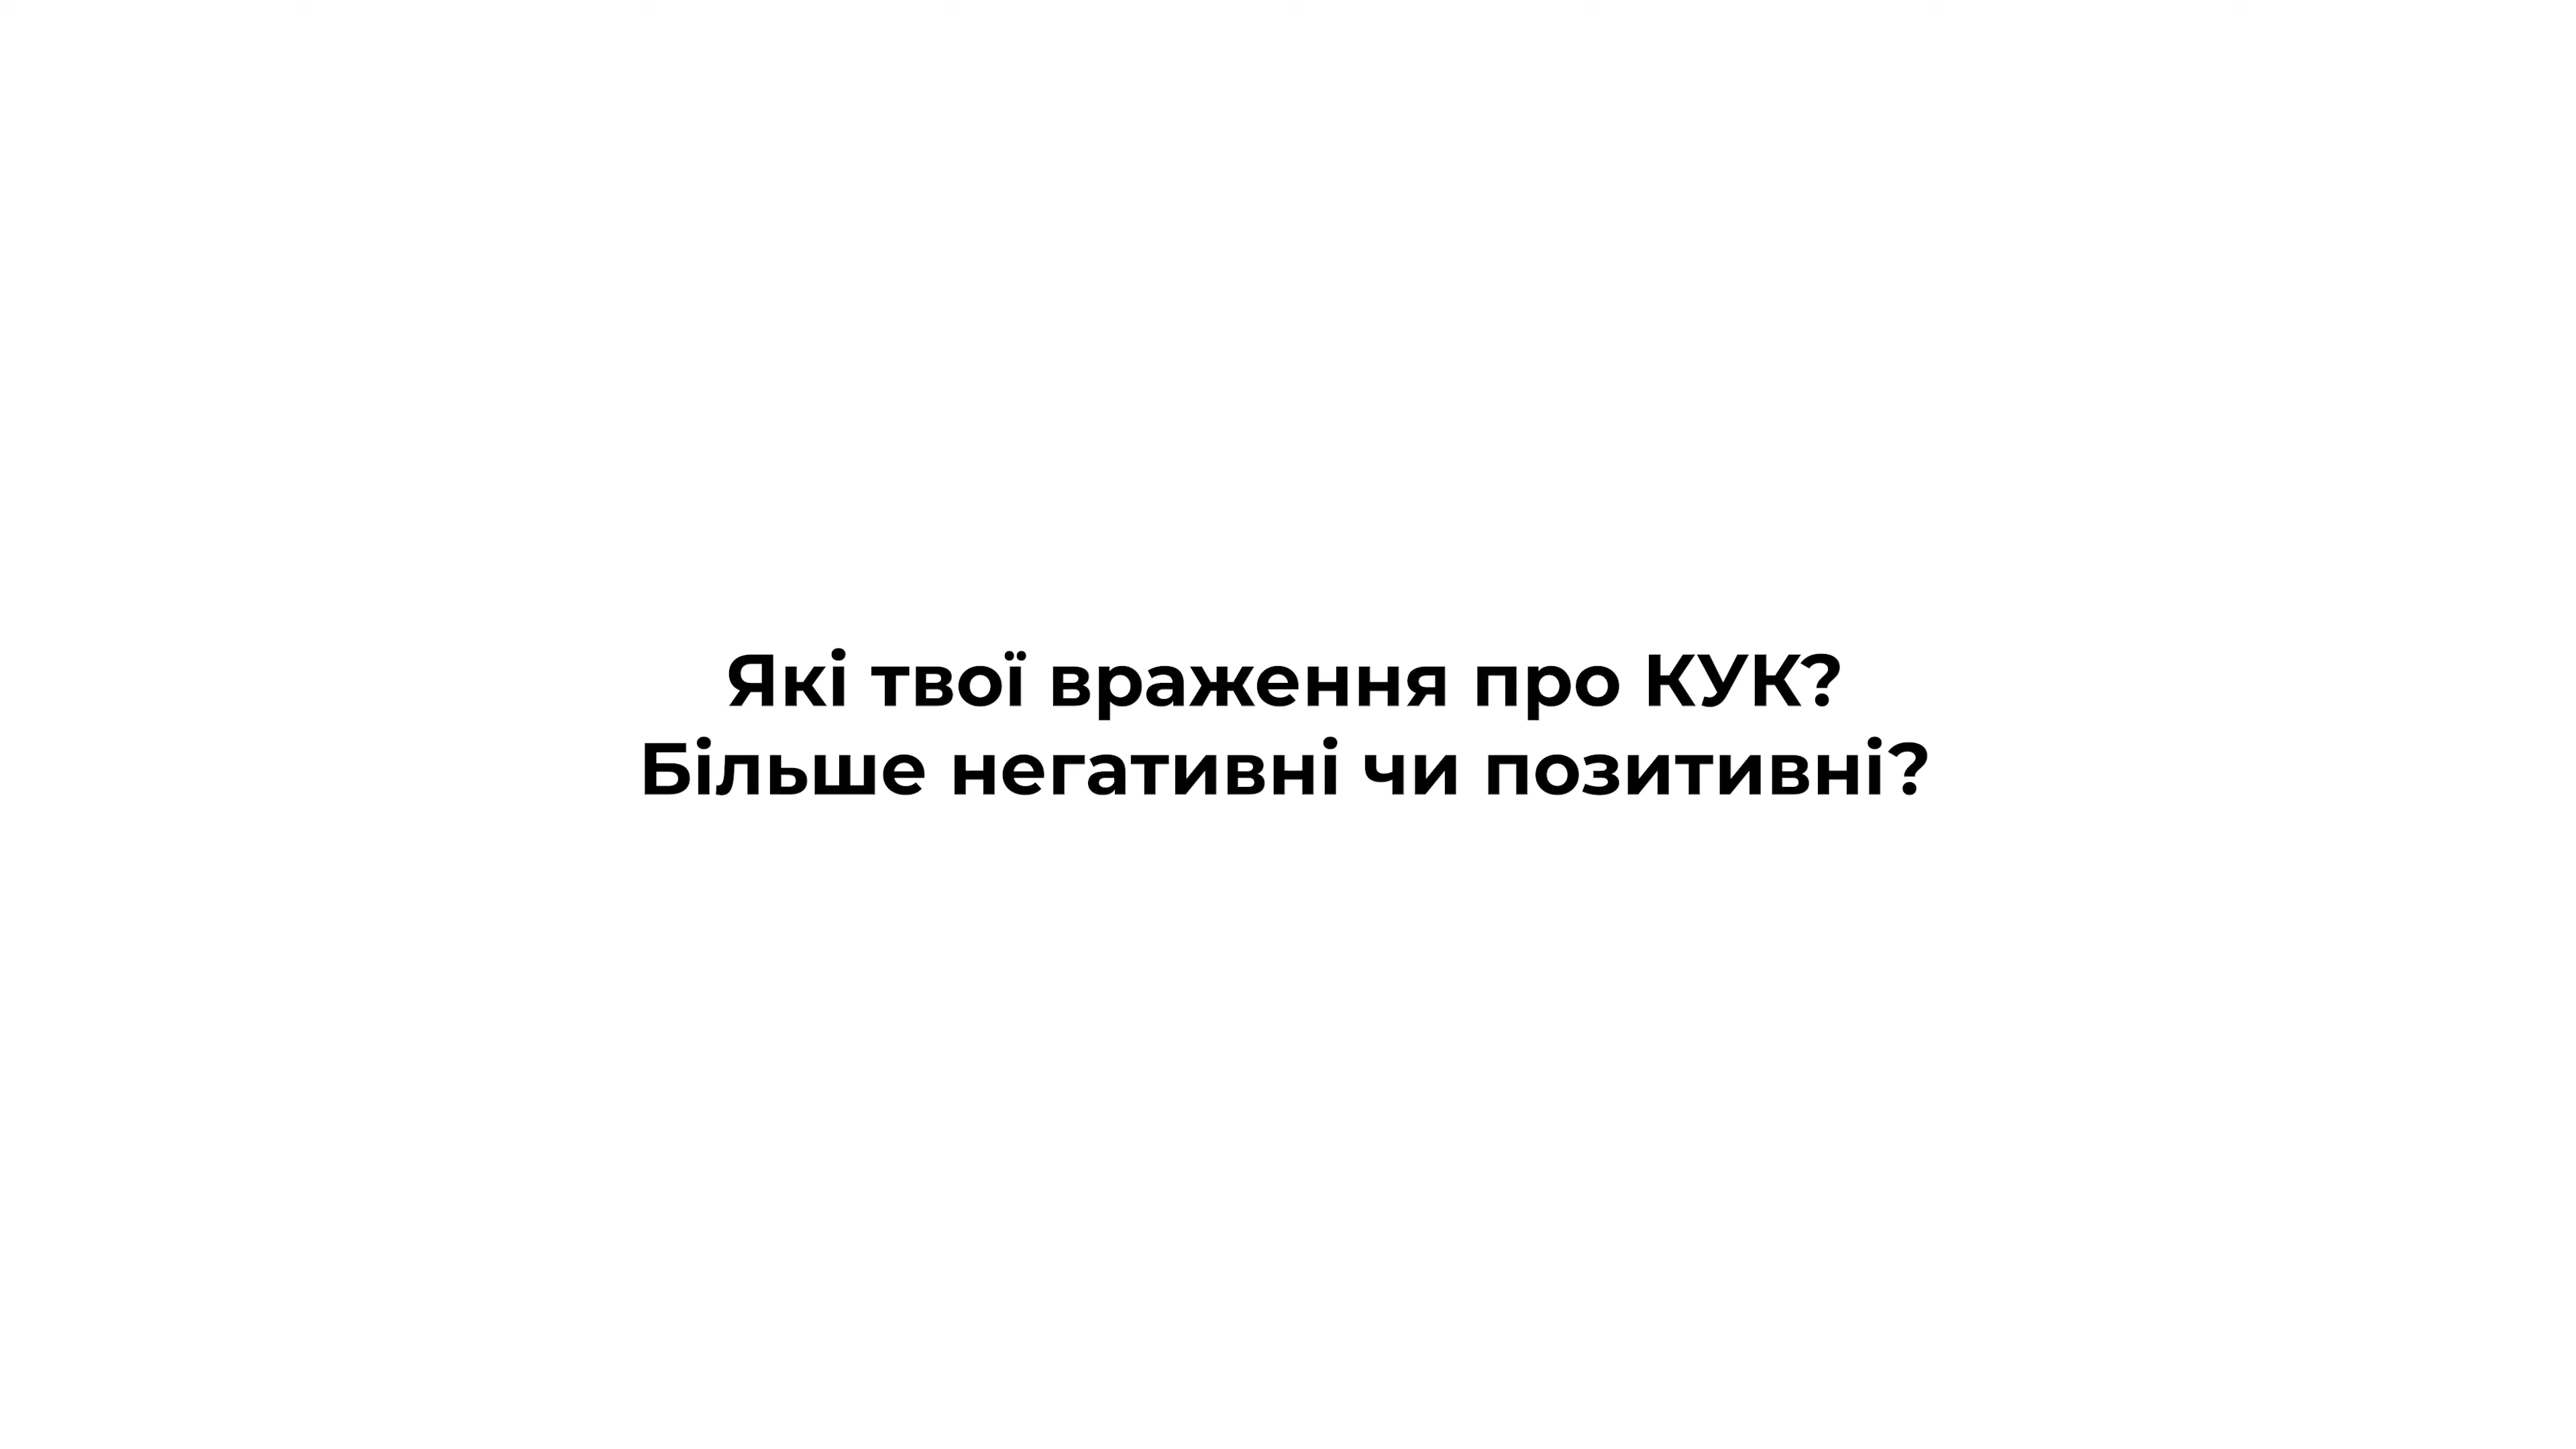 Які твої враження про КУК?
Більше негативні чи позитивні?